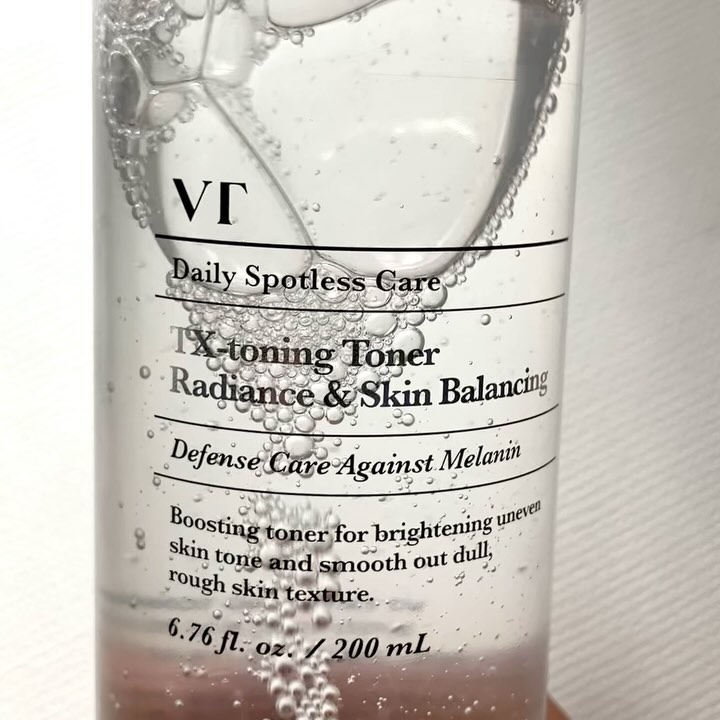 VT
Daily Spotless Care
TX-toning Toner
Radiance & Skin Balancing
Defense Care Against Melanin
Boosting toner for brightening uneven
skin tone and smooth out dull,
rough skin texture.
6.76 fl. oz. / 200 mL